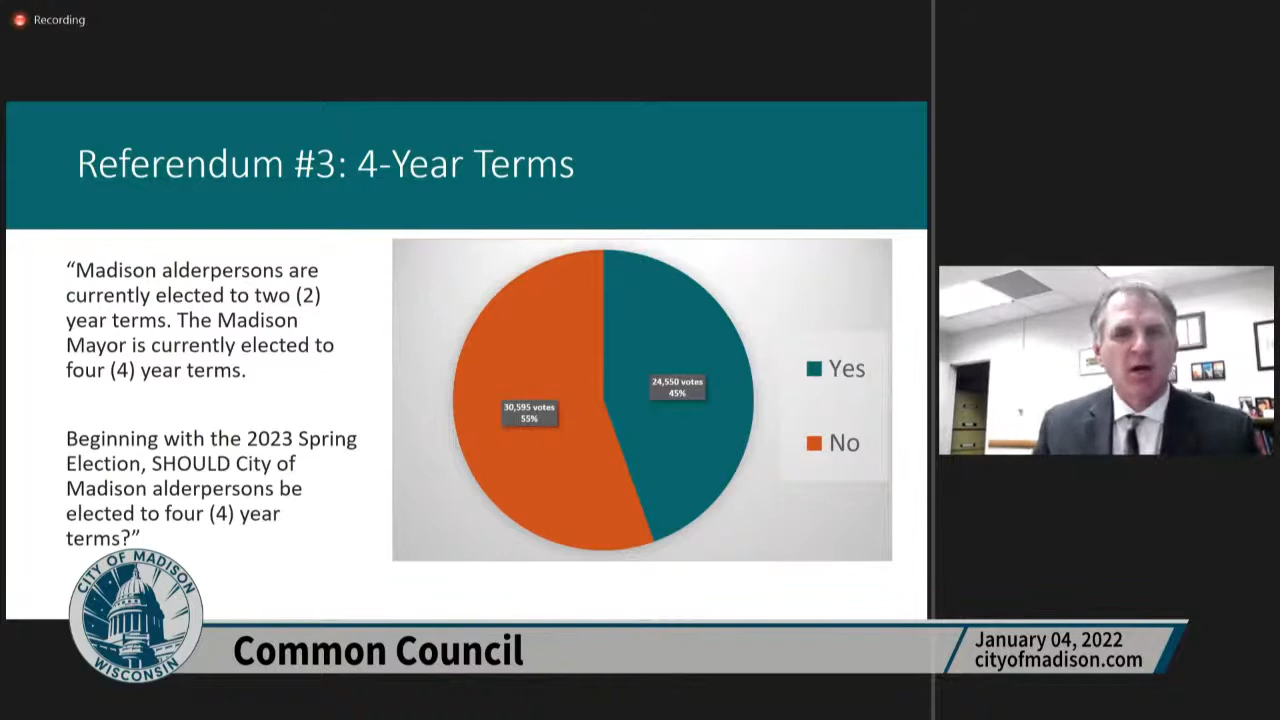 Recording
Referendum #3: 4-Year Terms
“Madison alderpersons are
currently elected to two (2)
year terms. The Madison
Mayor is currently elected to
four (4) year terms.
Beginning with the 2023 Spring
Election, SHOULD City of
Madison alderpersons be
elected to four (4) year
terms?”
30,595 votes
55%
24,550 votes
45%
Yes
No
CITY OF MADISON
WISCONSIN
Common Council
January 04, 2022
cityofmadison.com